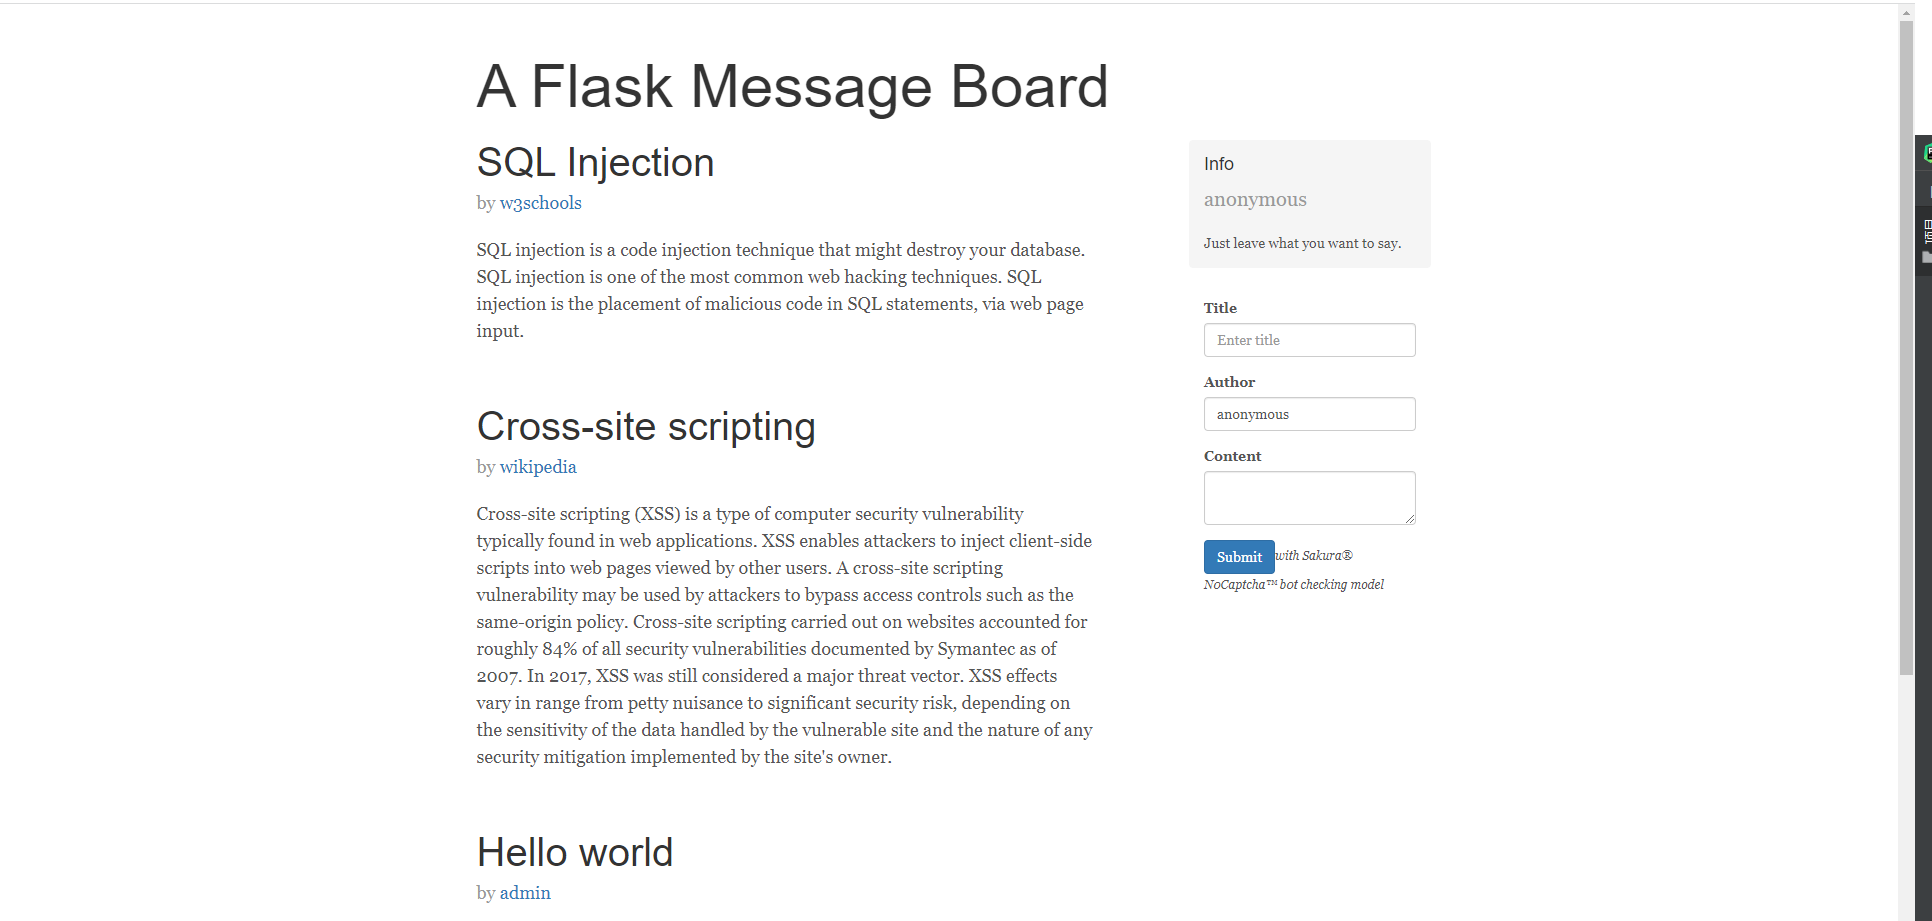 A Flask Message Board
SQL Injection
by w3schools
SQL injection is a code injection technique that might destroy your database.
SQL injection is one of the most common web hacking techniques. SQL
injection is the placement of malicious code in SQL statements, via web page
input.
Cross-site scripting
by wikipedia
Cross-site scripting (XSS) is a type of computer security vulnerability
typically found in web applications. XSS enables attackers to inject client-side
scripts into web pages viewed by other users. A cross-site scripting
vulnerability may be used by attackers to bypass access controls such as the
same-origin policy. Cross-site scripting carried out on websites accounted for
roughly 84% of all security vulnerabilities documented by Symantec as of
2007. In 2017, XSS was still considered a major threat vector. XSS effects
vary in range from petty nuisance to significant security risk, depending on
the sensitivity of the data handled by the vulnerable site and the nature of any
security mitigation implemented by the site's owner.
Hello world
by admin
Info
anonymous
Just leave what you want to say.
Title
Enter title
Author
anonymous
Content
Submit with Sakura®
NoCaptcha™ bot checking model
项目